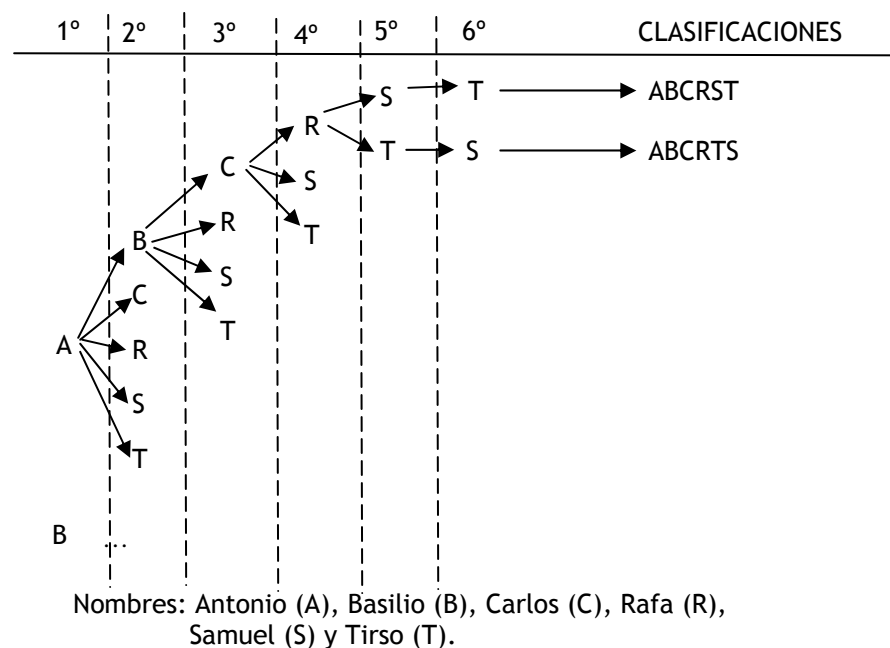 1º 2º 3º 4º 5º 6º CLASIFICACIONES
S T ABCRST
R
T S ABCRTS
C
S
R
T
B
S
C
T
A
R
S
T
B ...
Nombres: Antonio (A), Basilio (B), Carlos (C), Rafa (R),
Samuel (S) y Tirso (T).